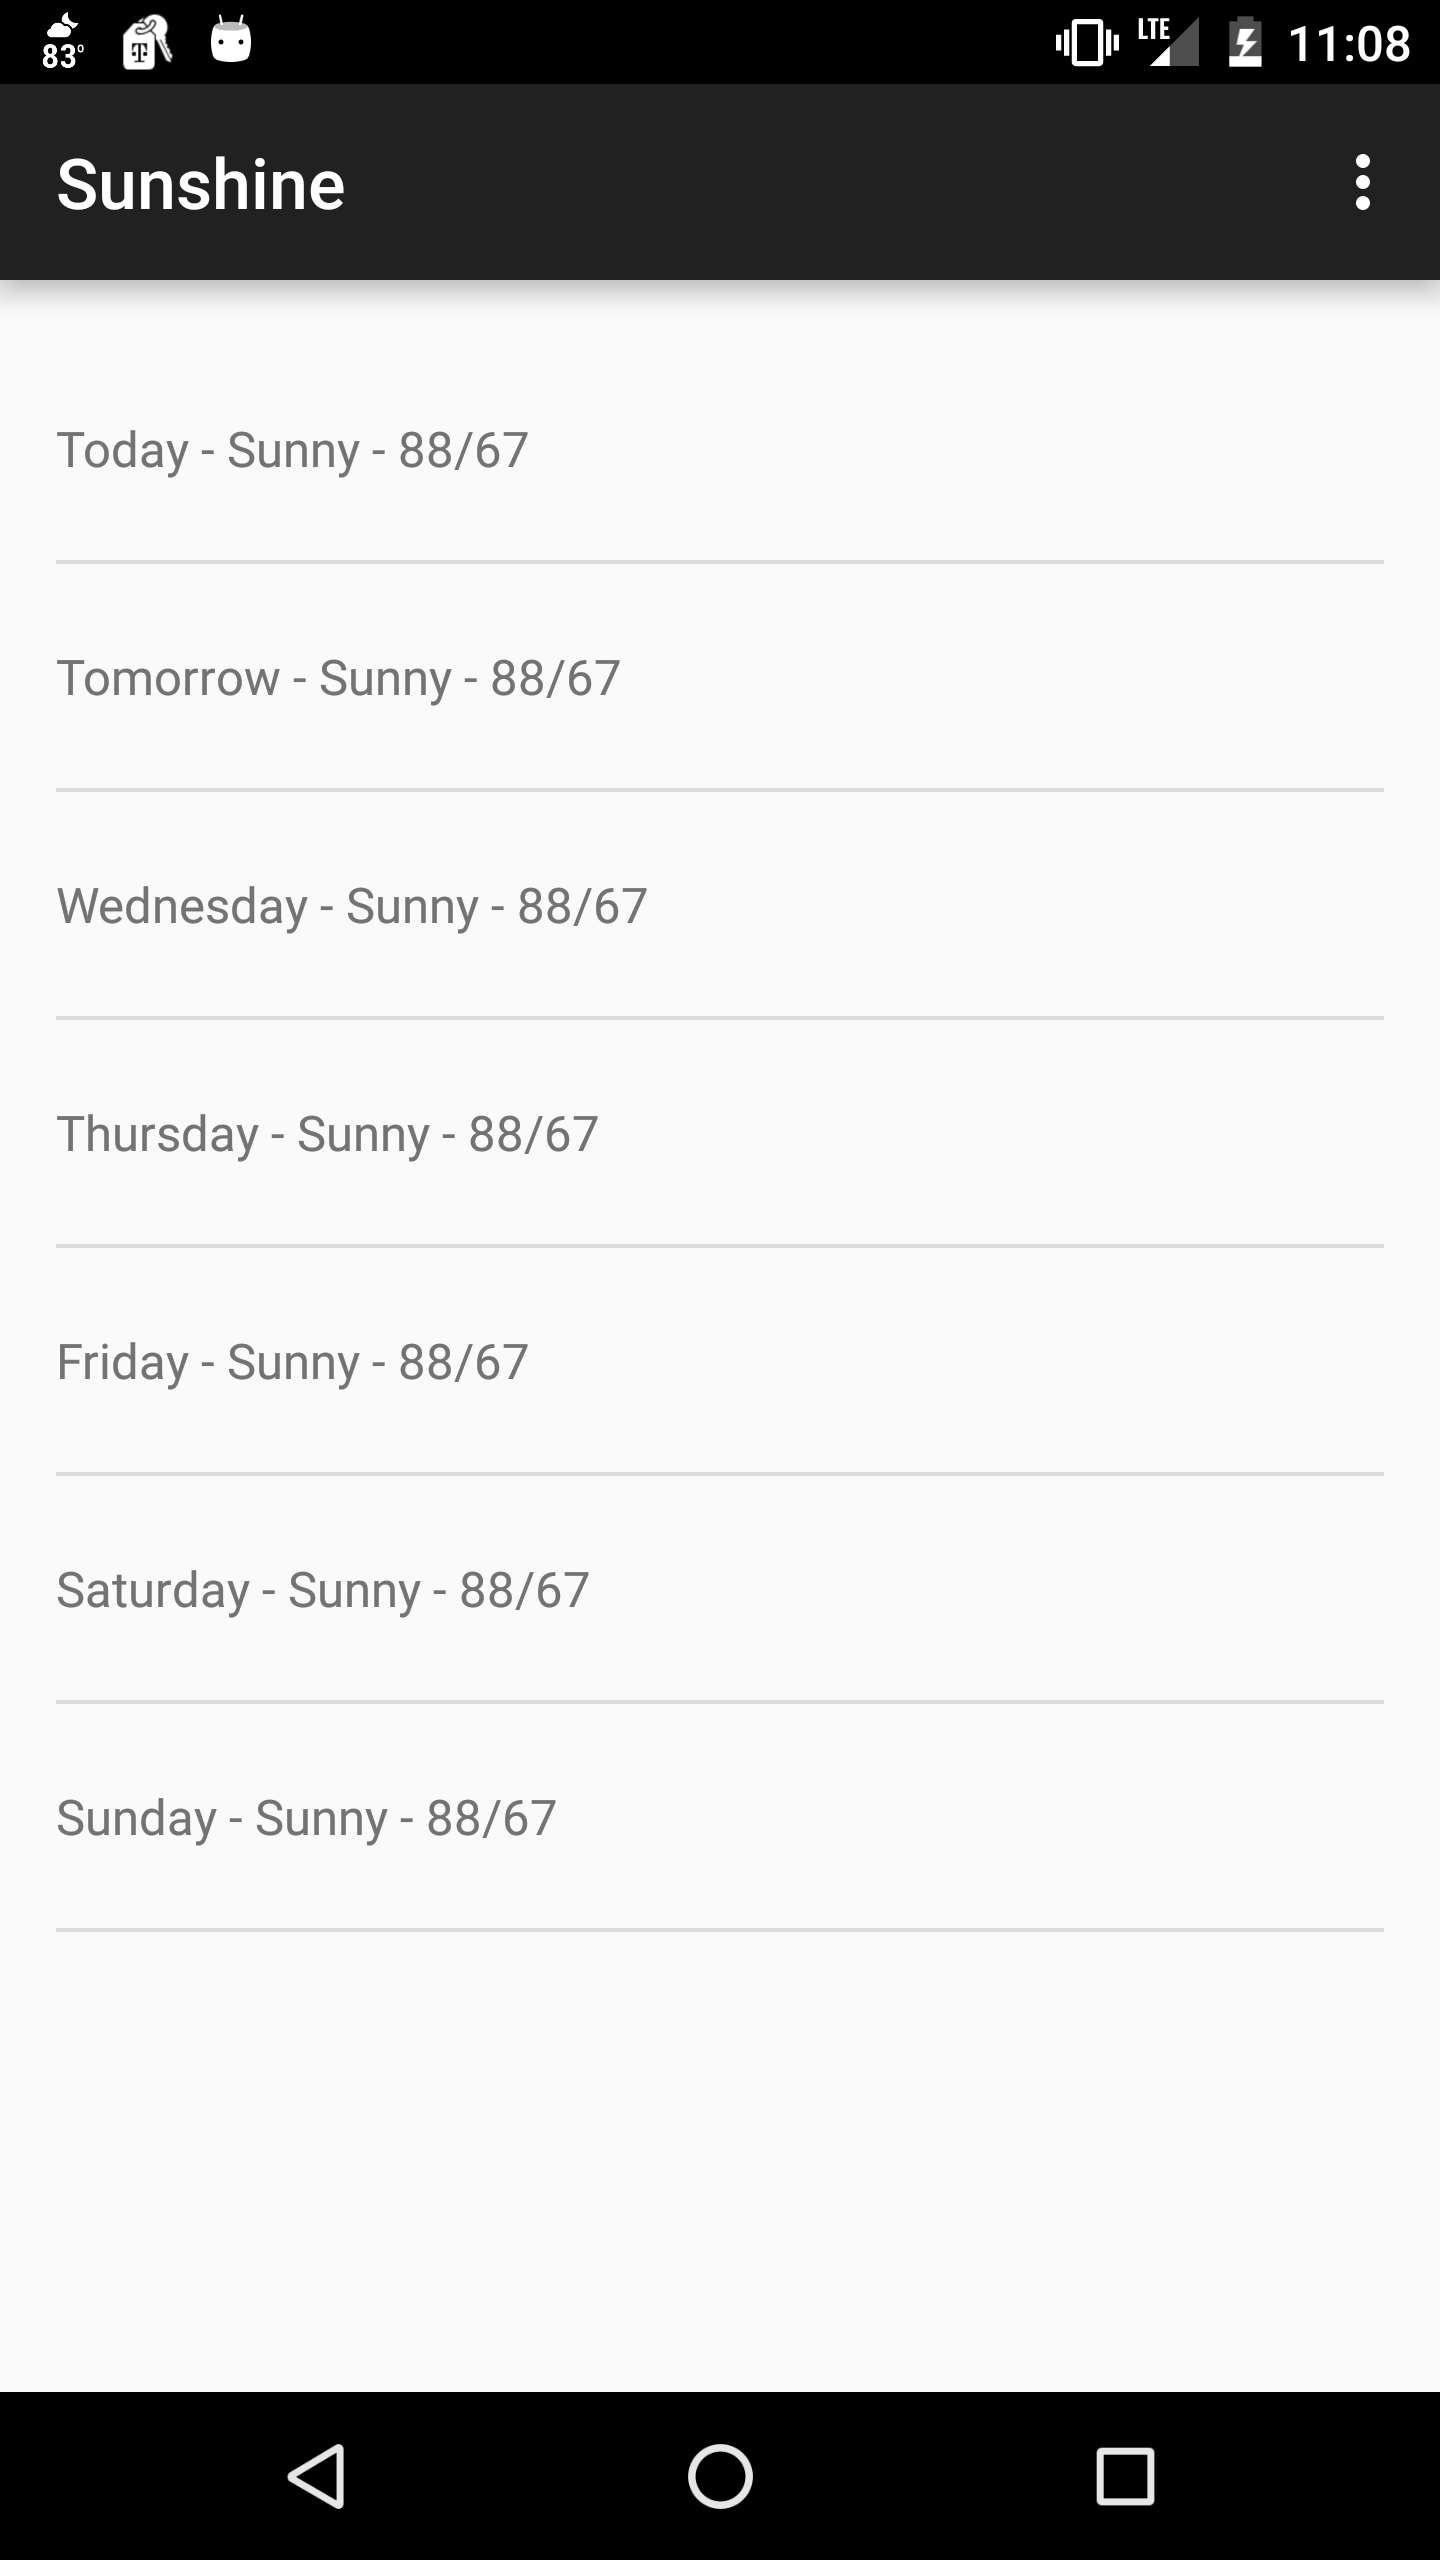 83°
T
LTE
11:08
Sunshine
Today - Sunny - 88/67
Tomorrow - Sunny - 88/67
Wednesday - Sunny - 88/67
Thursday - Sunny - 88/67
Friday - Sunny - 88/67
Saturday - Sunny - 88/67
Sunday - Sunny - 88/67